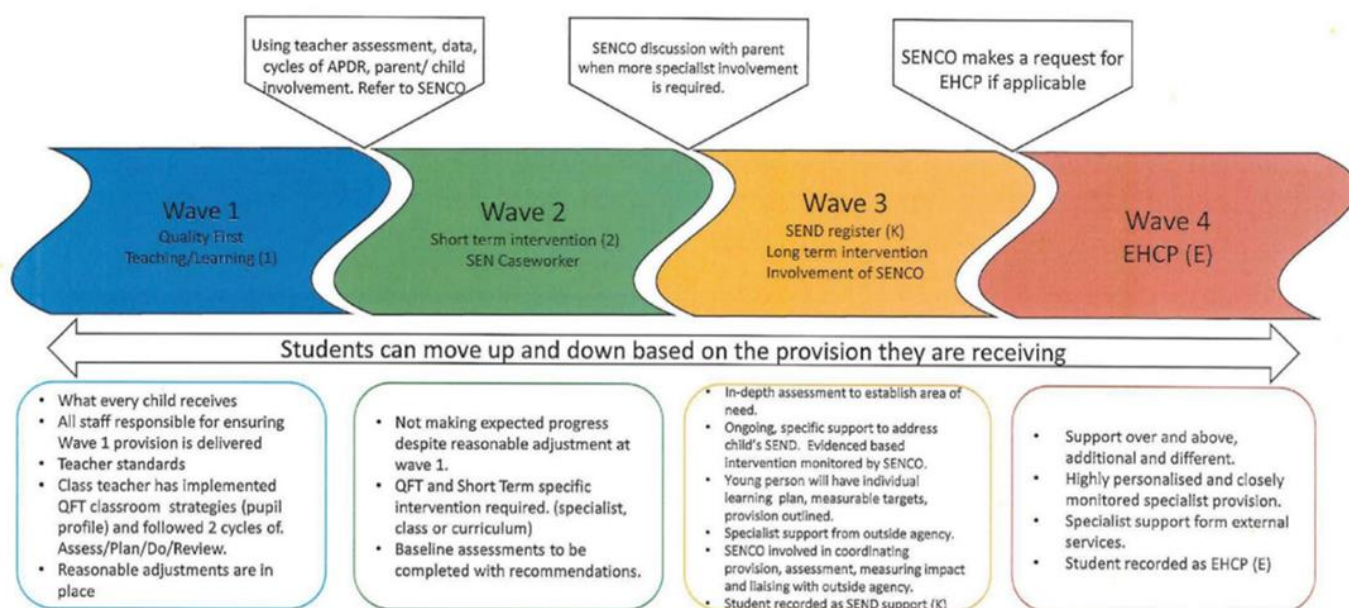 Using teacher assessment, data,
cycles of APDR, parent/ child
involvement. Refer to SENCO
SENCO discussion with parent
when more specialist involvement
is required.
SENCO makes a request for
EHCP if applicable
Wave 1
Quality First
Teaching/Learning (1)
Wave 2
Short term intervention (2)
SEN Caseworker
Wave 3
SEND register (K)
Long term intervention
Involvement of SENCO
Wave 4
EHCP (E)
Students can move up and down based on the provision they are receiving
• What every child receives
• All staff responsible for ensuring
Wave 1 provision is delivered
• Teacher standards
• Class teacher has implemented
QFT classroom strategies (pupil
profile) and followed 2 cycles of.
Assess/Plan/Do/Review.
• Reasonable adjustments are in
place
• Not making expected progress
despite reasonable adjustment at
wave 1.
• QFT and Short Term specific
intervention required. (specialist,
class or curriculum)
• Baseline assessments to be
completed with recommendations.
• In-depth assessment to establish area of
need.
• Ongoing, specific support to address
child's SEND. Evidenced based
intervention monitored by SENCO.
• Young person will have individual
learning plan, measurable targets,
provision outlined.
• Specialist support from outside agency.
• SENCO involved in coordinating
provision, assessment, measuring impact
and liaising with outside agency.
• Student recorded as SEND support (K)
• Support over and above,
additional and different.
• Highly personalised and closely
monitored specialist provision.
• Specialist support form external
services.
• Student recorded as EHCP (E)